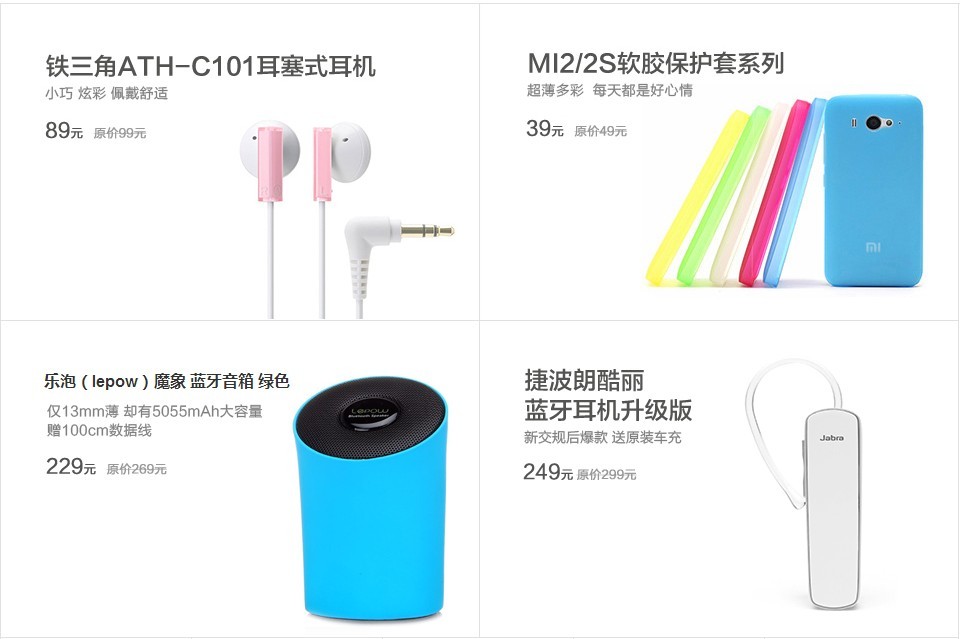 铁三角ATH-C101耳塞式耳机
小巧 炫彩 佩戴舒适
89元 原价99元
MI2/2S软胶保护套系列
超薄多彩 每天都是好心情
39元 原价49元
MI
乐泡（lepow）魔象 蓝牙音箱 绿色
仅13mm薄 却有5055mAh大容量
赠100cm数据线
229元 原价269元
LEPOW
Bluetooth Speaker
捷波朗酷丽
蓝牙耳机升级版
新交规后爆款 送原装车充
249元 原价299元
Jabra